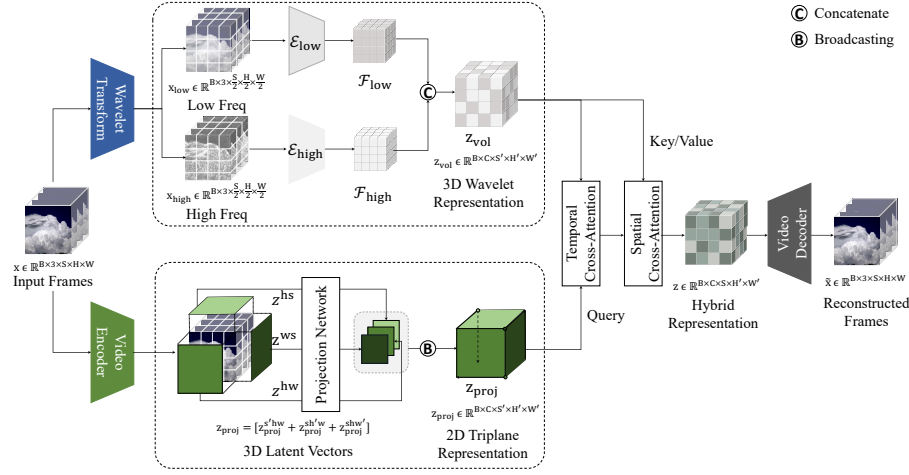 C Concatenate
B Broadcasting
Wavelet
Transform
x_low ∈ ℝ^{B×3×S/2×H/2×W/2}
Low Freq
ℰ_low
ℱ_low
x_high ∈ ℝ^{B×3×S/2×H/2×W/2}
High Freq
ℰ_high
ℱ_high
C
z_vol
z_vol ∈ ℝ^{B×C×S′×H′×W′}
3D Wavelet
Representation
Key/Value
x ∈ ℝ^{B×3×S×H×W}
Input Frames
Temporal
Cross-Attention
Spatial
Cross-Attention
z ∈ ℝ^{B×C×S×H′×W′}
Hybrid
Representation
Video
Decoder
x̃ ∈ ℝ^{B×3×S×H×W}
Reconstructed
Frames
Query
Video
Encoder
z^{hs}
z^{ws}
z^{hw}
Projection Network
B
z_proj
z_proj = [z_proj^{s′hw} + z_proj^{sh′w} + z_proj^{shw′}]
3D Latent Vectors
z_proj ∈ ℝ^{B×C×S′×H′×W′}
2D Triplane
Representation